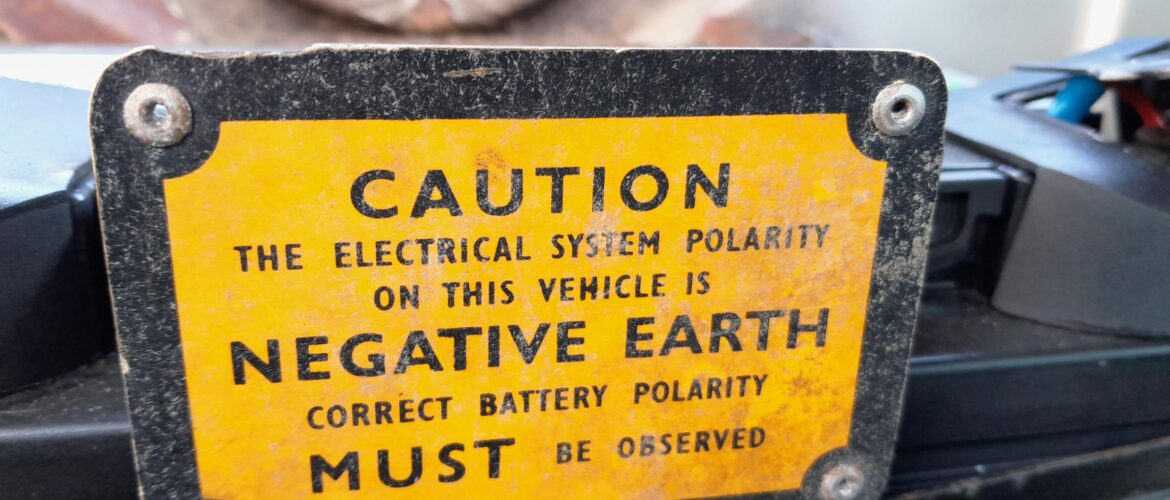 CAUTION
THE ELECTRICAL SYSTEM POLARITY
ON THIS VEHICLE IS
NEGATIVE EARTH
CORRECT BATTERY POLARITY
MUST BE OBSERVED